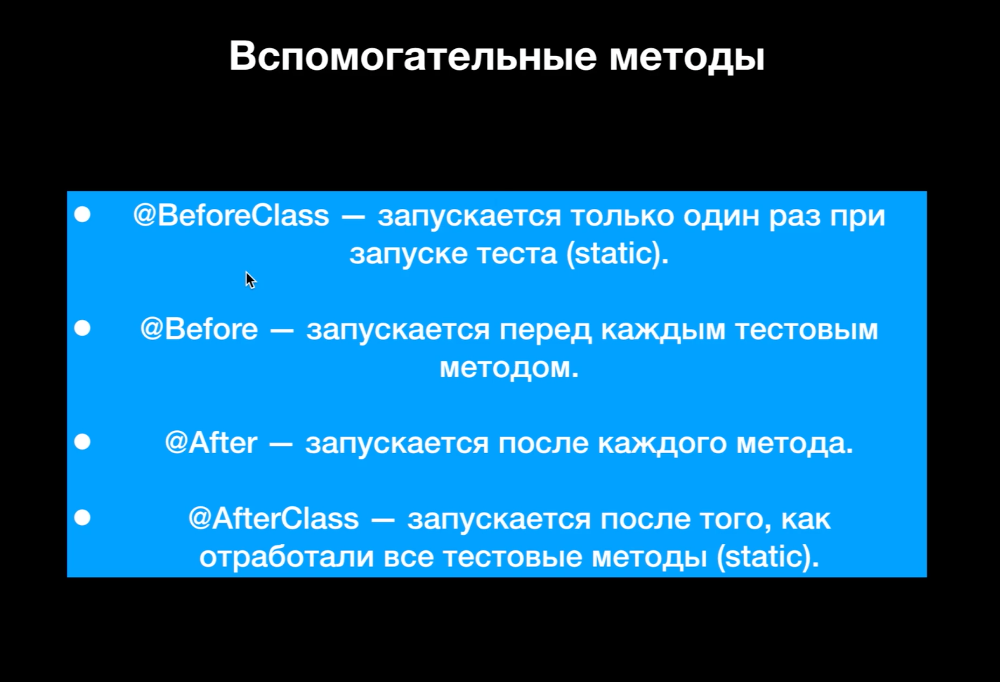 Вспомогательные методы
● @BeforeClass — запускается только один раз при
запуске теста (static).
● @Before — запускается перед каждым тестовым
методом.
● @After — запускается после каждого метода.
● @AfterClass — запускается после того, как
отработали все тестовые методы (static).